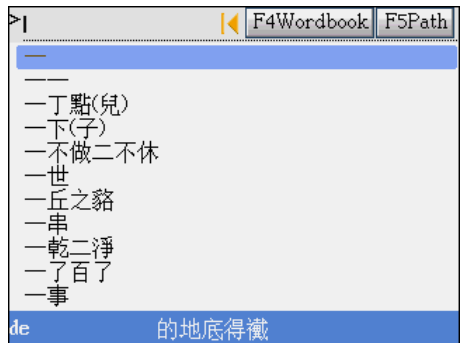 >| F4Wordbook F5Path
一
一一
一丁點(兒)
一下(子)
一不做二不休
一世
一丘之貉
一串
一乾二淨
一了百了
一事
de 的地底得